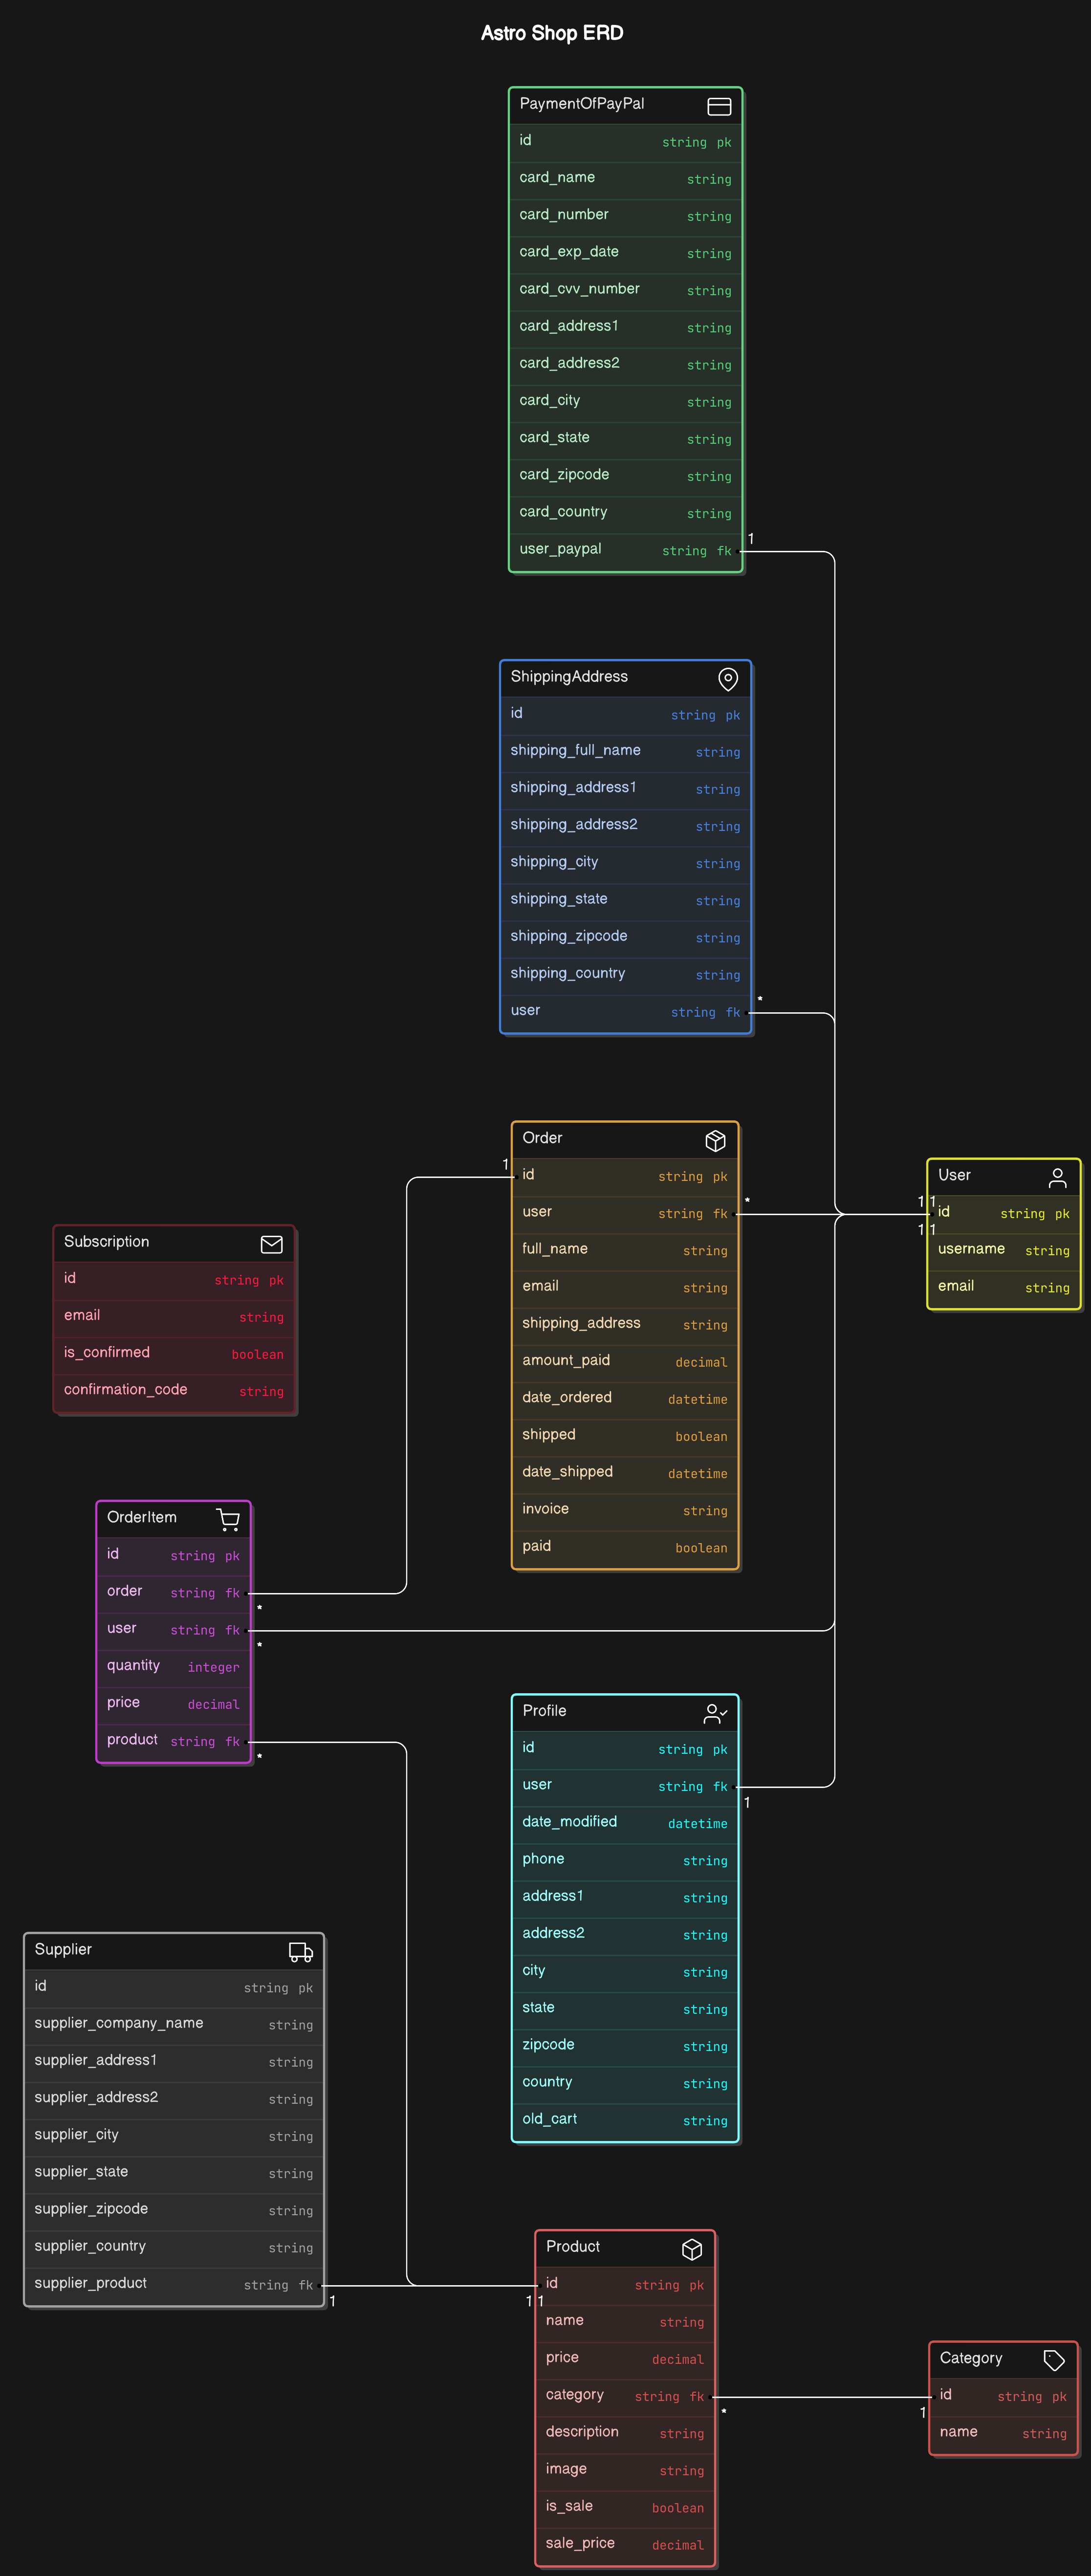 Astro Shop ERD
PaymentOfPayPal
id string pk
card_name string
card_number string
card_exp_date string
card_cvv_number string
card_address1 string
card_address2 string
card_city string
card_state string
card_zipcode string
card_country string
user_paypal string fk
1
ShippingAddress
id string pk
shipping_full_name string
shipping_address1 string
shipping_address2 string
shipping_city string
shipping_state string
shipping_zipcode string
shipping_country string
user string fk
*
Order
1
id string pk
user string fk
*
full_name string
email string
shipping_address string
amount_paid decimal
date_ordered datetime
shipped boolean
date_shipped datetime
invoice string
paid boolean
User
1 1
id string pk
1 1
username string
email string
Subscription
id string pk
email string
is_confirmed boolean
confirmation_code string
OrderItem
id string pk
order string fk
*
user string fk
*
quantity integer
price decimal
product string fk
*
Profile
id string pk
user string fk
1
date_modified datetime
phone string
address1 string
address2 string
city string
state string
zipcode string
country string
old_cart string
Supplier
id string pk
supplier_company_name string
supplier_address1 string
supplier_address2 string
supplier_city string
supplier_state string
supplier_zipcode string
supplier_country string
supplier_product string fk
1
Product
id string pk
1 1
name string
price decimal
category string fk
*
description string
image string
is_sale boolean
sale_price decimal
Category
id string pk
1
name string